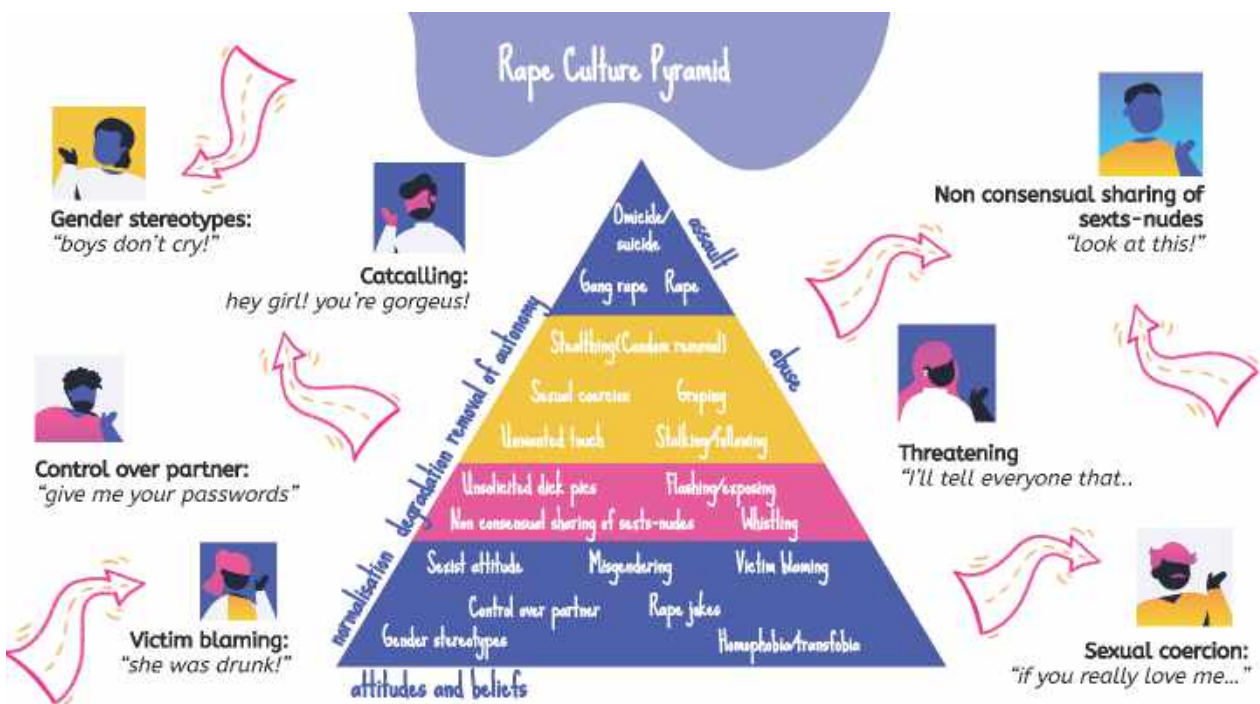 Rape Culture Pyramid
Gender stereotypes:
"boys don't cry!"
Catcalling:
hey girl! you're gorgeus!
Control over partner:
"give me your passwords"
Victim blaming:
"she was drunk!"
normalisation
degradation
removal of autonomy
Omicide/
suicide
Gang rape Rape
assault
Stealthing(Condom removal)
Sexual coercion Groping
Unwanted touch Stalking/following
abuse
Unsolicited dick pics Flashing/exposing
Non consensual sharing of sexts-nudes Whistling
Sexist attitude Misgendering Victim blaming
Control over partner Rape jokes
Gender stereotypes Homophobia/transfobia
attitudes and beliefs
Non consensual sharing of
sexts-nudes
"look at this!"
Threatening
"I'll tell everyone that..
Sexual coercion:
"if you really love me..."